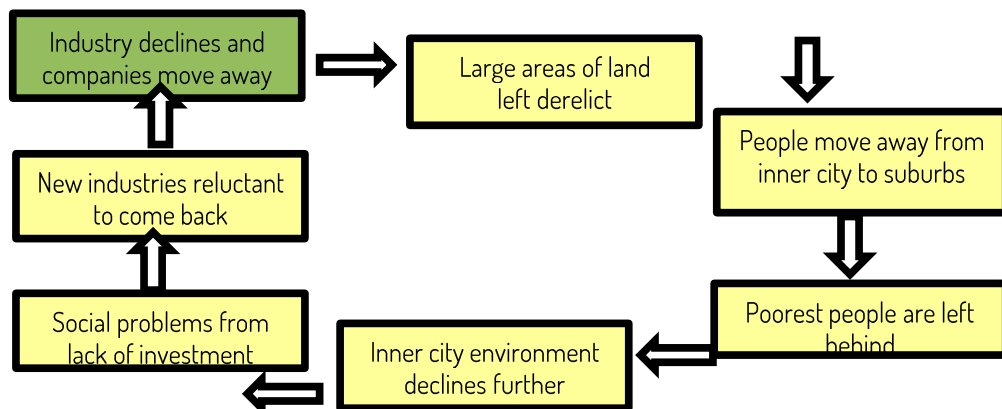 Industry declines and
companies move away
Large areas of land
left derelict
People move away from
inner city to suburbs
Poorest people are left
behind
Inner city environment
declines further
Social problems from
lack of investment
New industries reluctant
to come back